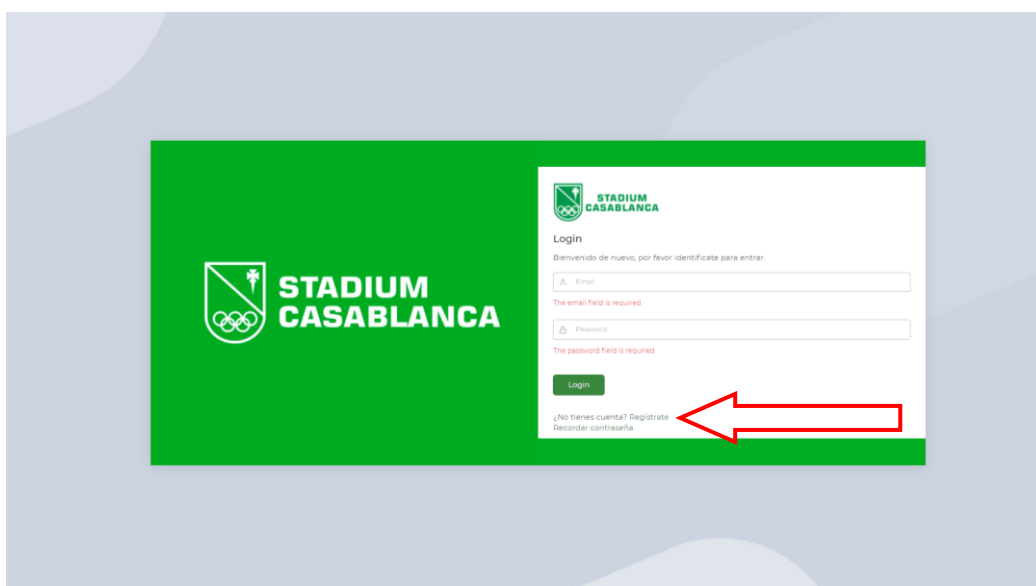 STADIUM
CASABLANCA
STADIUM
CASABLANCA
Login
Bienvenido de nuevo, por favor identificate para entrar.
Email
The email field is required
Password
The password field is required
Login
¿No tienes cuenta? Regístrate
Recordar contraseña